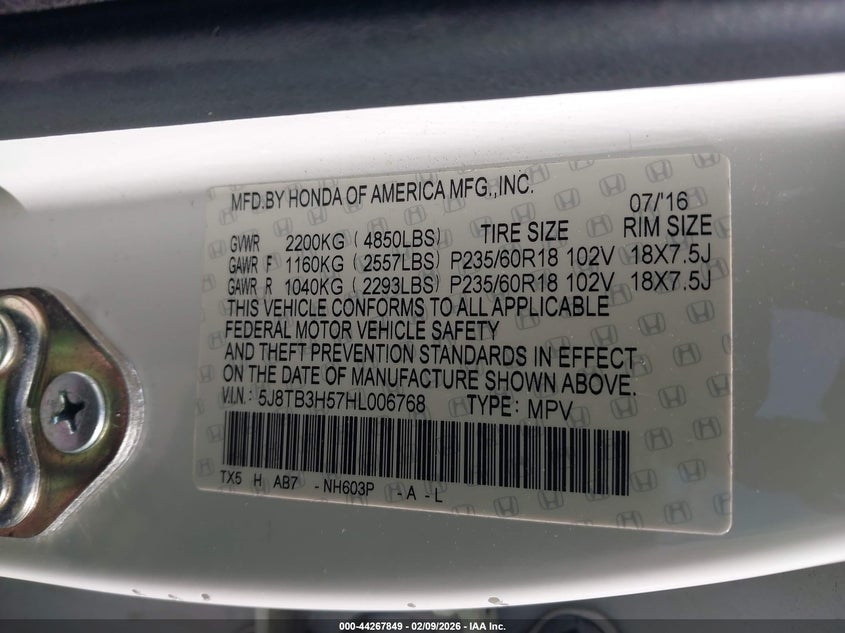 MFD.BY HONDA OF AMERICA MFG.,INC. 07/'16
GVWR 2200KG ( 4850LBS) TIRE SIZE RIM SIZE
GAWR F 1160KG ( 2557LBS) P235/60R18 102V 18X7.5J
GAWR R 1040KG ( 2293LBS) P235/60R18 102V 18X7.5J
THIS VEHICLE CONFORMS TO ALL APPLICABLE
FEDERAL MOTOR VEHICLE SAFETY
AND THEFT PREVENTION STANDARDS IN EFFECT
ON THE DATE OF MANUFACTURE SHOWN ABOVE.
V.I.N.: 5J8TB3H57HL006768 TYPE: MPV
TX5 H AB7 -NH603P -A -L
000-44267849 - 02/09/2026 - IAA Inc.